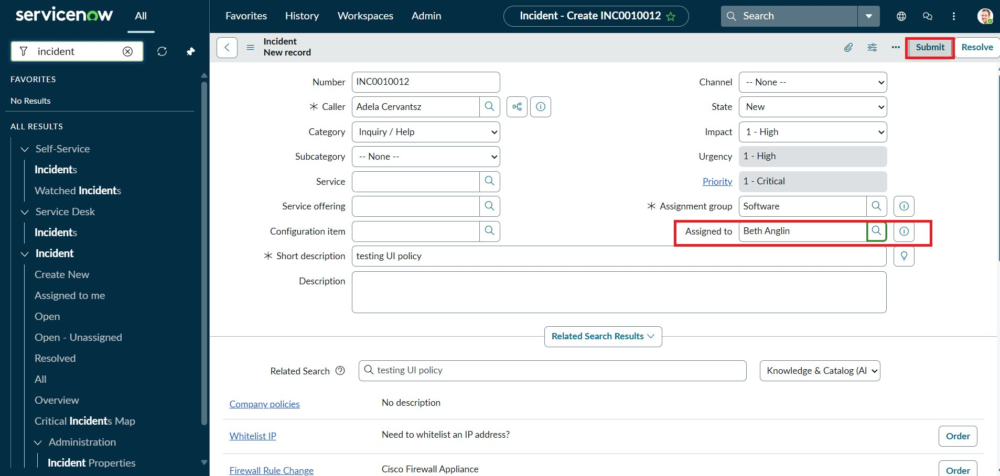 servicenow
All
Favorites
History
Workspaces
Admin
Incident - Create INC0010012
Search
incident
FAVORITES
No Results
ALL RESULTS
Self-Service
Incidents
Watched Incidents
Service Desk
Incidents
Incident
Create New
Assigned to me
Open
Open - Unassigned
Resolved
All
Overview
Critical Incidents Map
Administration
Incident Properties
Incident
New record
Submit
Resolve
Number INC0010012
Caller Adela Cervantsz
Category Inquiry / Help
Subcategory -- None --
Service
Service offering
Configuration item
Channel -- None --
State New
Impact 1 - High
Urgency 1 - High
Priority 1 - Critical
Assignment group Software
Assigned to Beth Anglin
Short description testing UI policy
Description
Related Search Results
Related Search testing UI policy Knowledge & Catalog (Al
Company policies No description
Whitelist IP Need to whitelist an IP address? Order
Firewall Rule Change Cisco Firewall Appliance Order